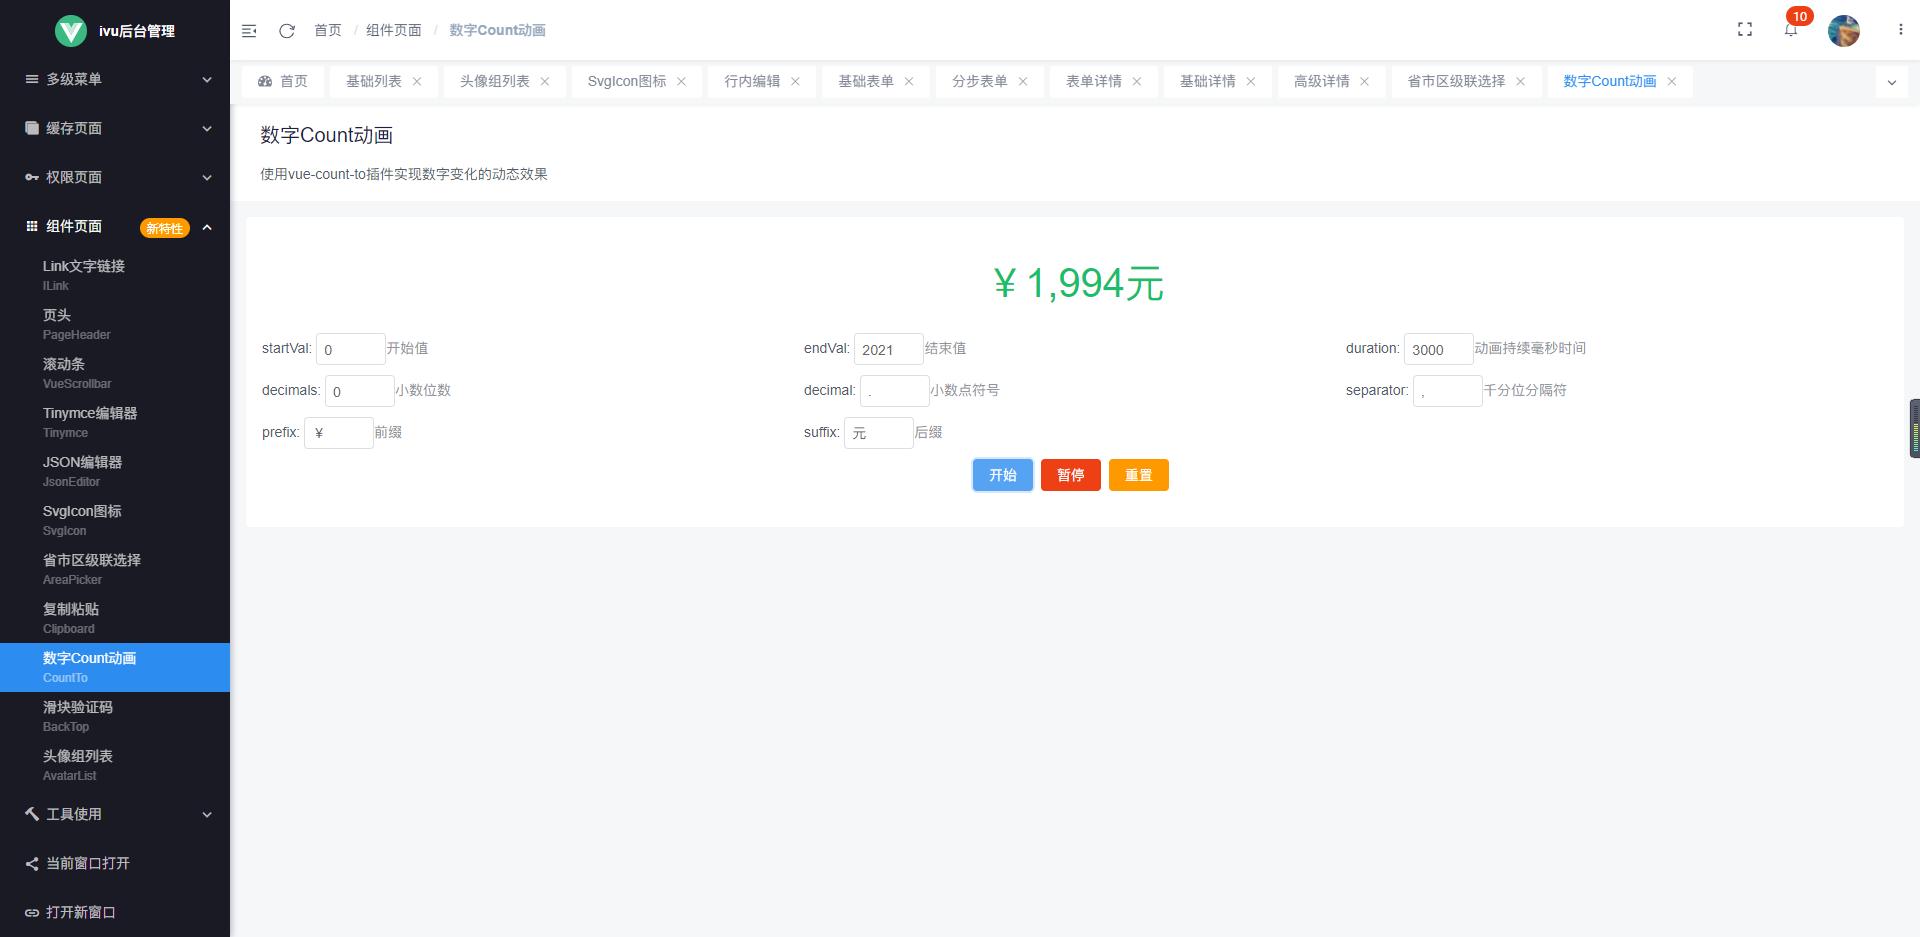 ivu后台管理
多级菜单
缓存页面
权限页面
组件页面 新特性
Link文字链接
ILink
页头
PageHeader
滚动条
VueScrollbar
Tinymce编辑器
Tinymce
JSON编辑器
JsonEditor
SvgIcon图标
SvgIcon
省市区级联选择
AreaPicker
复制粘贴
Clipboard
数字Count动画
CountTo
滑块验证码
BackTop
头像组列表
AvatarList
工具使用
当前窗口打开
打开新窗口
首页 / 组件页面 / 数字Count动画
10
首页 基础列表 头像组列表 SvgIcon图标 行内编辑 基础表单 分步表单 表单详情 基础详情 高级详情 省市区级联选择 数字Count动画
数字Count动画
使用vue-count-to插件实现数字变化的动态效果
¥ 1,994元
startVal: 0 开始值 endVal: 2021 结束值 duration: 3000 动画持续毫秒时间
decimals: 0 小数位数 decimal: . 小数点符号 separator: , 千分位分隔符
prefix: ¥ 前缀 suffix: 元 后缀
开始 暂停 重置